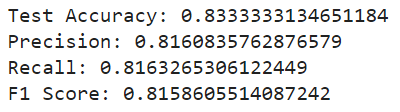 Test Accuracy: 0.8333333134651184
Precision: 0.8160835762876579
Recall: 0.8163265306122449
F1 Score: 0.8158605514087242